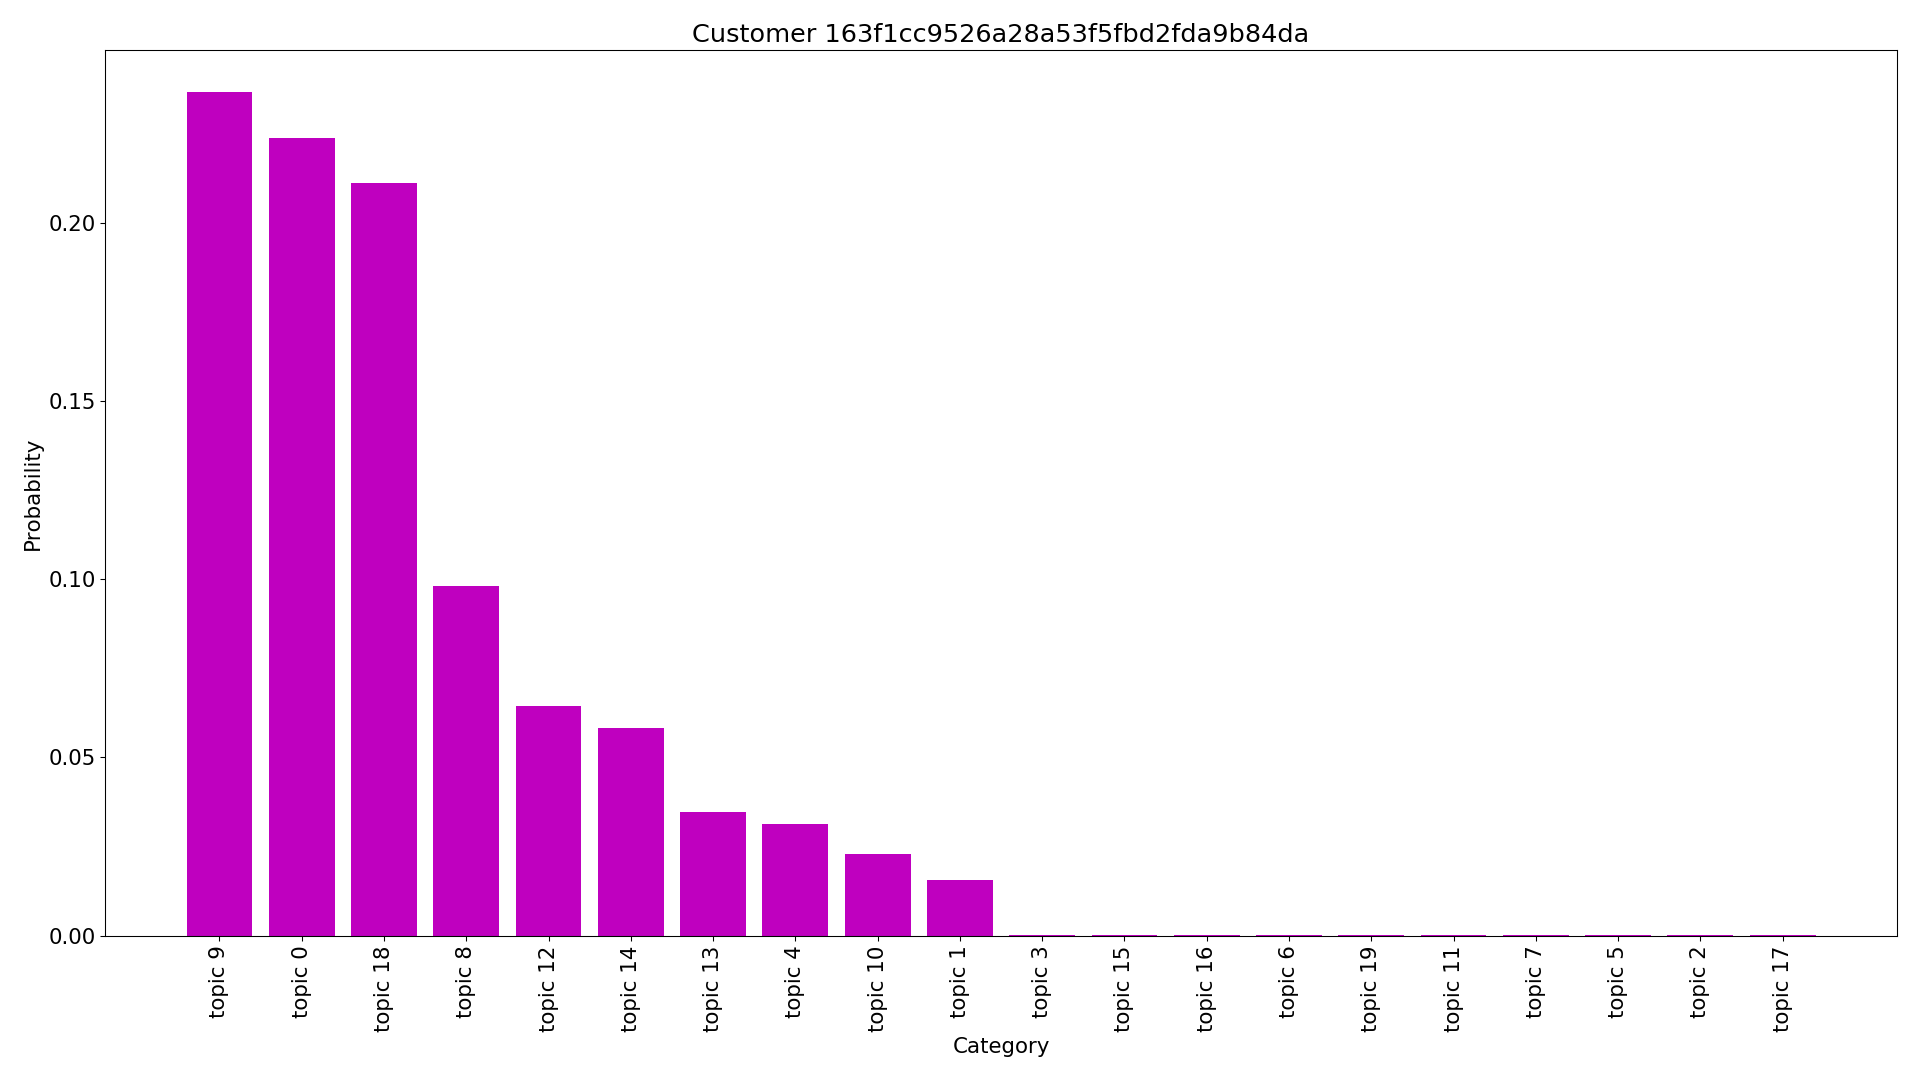 Customer 163f1cc9526a28a53f5fbd2fda9b84da
Probability
0.20
0.15
0.10
0.05
0.00
topic 9
topic 0
topic 18
topic 8
topic 12
topic 14
topic 13
topic 4
topic 10
topic 1
topic 3
topic 15
topic 16
topic 6
topic 19
topic 11
topic 7
topic 5
topic 2
topic 17
Category